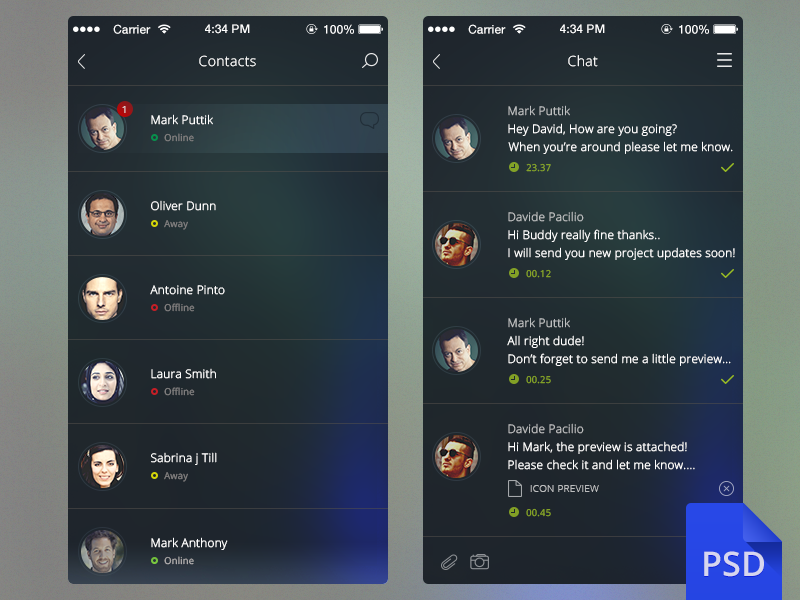 Carrier 4:34 PM 100%
Contacts
1
Mark Puttik
Online
Oliver Dunn
Away
Antoine Pinto
Offline
Laura Smith
Offline
Sabrina j Till
Away
Mark Anthony
Online
Carrier 4:34 PM 100%
Chat
Mark Puttik
Hey David, How are you going?
When you're around please let me know.
23.37
Davide Pacilio
Hi Buddy really fine thanks..
I will send you new project updates soon!
00.12
Mark Puttik
All right dude!
Don't forget to send me a little preview...
00.25
Davide Pacilio
Hi Mark, the preview is attached!
Please check it and let me know....
ICON PREVIEW
00.45
PSD